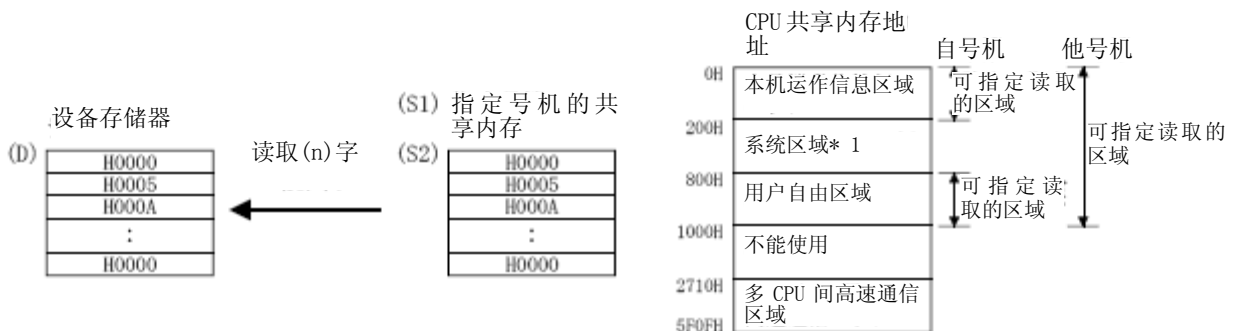 设备存储器
(D)
H0000
H0005
H000A
:
H0000
读取(n)字
(S1) 指定号机的共
享内存
(S2)
H0000
H0005
H000A
:
H0000
CPU共享内存地
址
自号机
他号机
0H
本机运作信息区域
可指定读取
的区域
200H
系统区域* 1
可指定读取的
区域
800H
用户自由区域
可指定读
取的区域
1000H
不能使用
2710H
多 CPU 间高速通信
区域
5F0FH